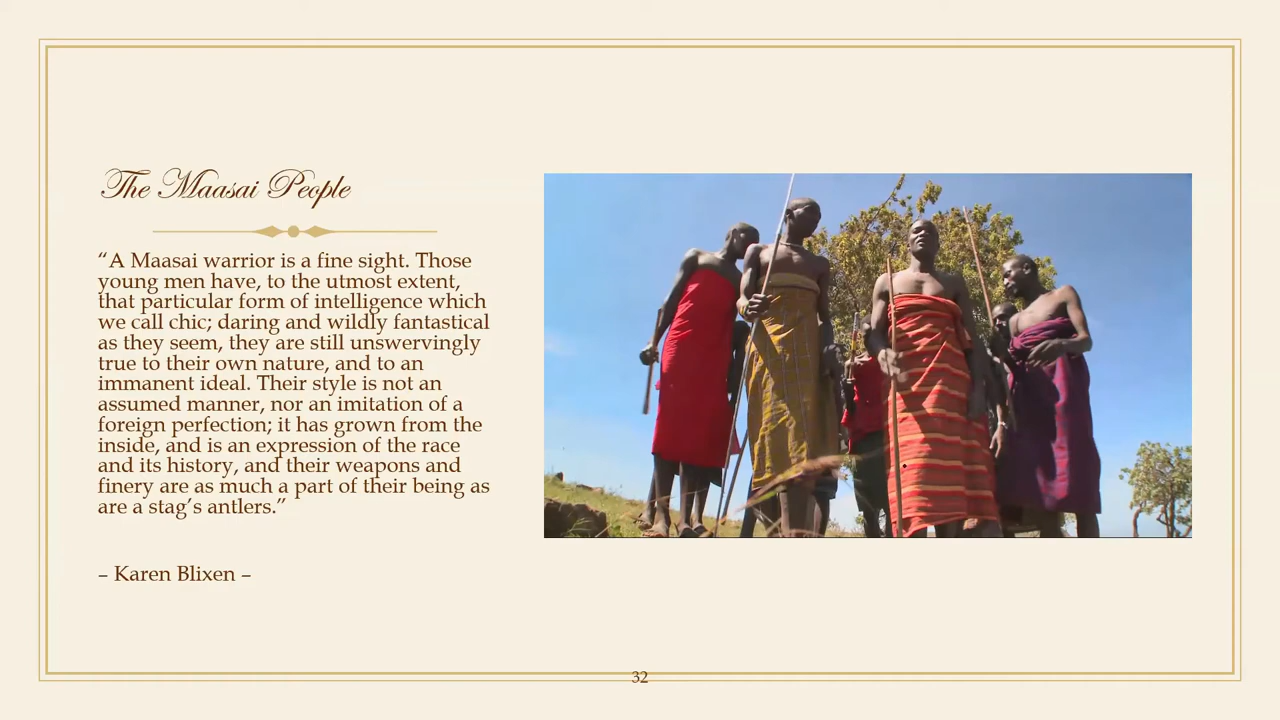 The Maasai People
“A Maasai warrior is a fine sight. Those
young men have, to the utmost extent,
that particular form of intelligence which
we call chic; daring and wildly fantastical
as they seem, they are still unswervingly
true to their own nature, and to an
immanent ideal. Their style is not an
assumed manner, nor an imitation of a
foreign perfection; it has grown from the
inside, and is an expression of the race
and its history, and their weapons and
finery are as much a part of their being as
are a stag’s antlers.”
– Karen Blixen –
32